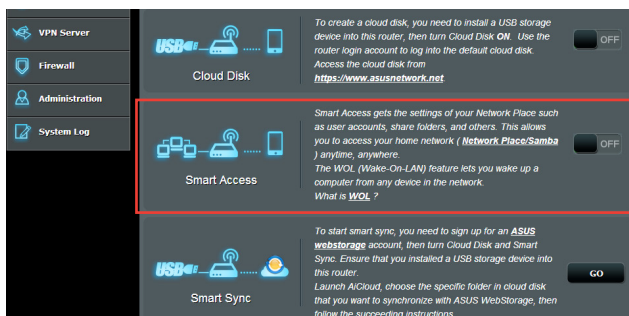 VPN Server
Firewall
Administration
System Log
USB
Cloud Disk
To create a cloud disk, you need to install a USB storage
device into this router, then turn Cloud Disk ON. Use the
router login account to log into the default cloud disk.
Access the cloud disk from
https://www.asusnetwork.net.
OFF
Smart Access
Smart Access gets the settings of your Network Place such
as user accounts, share folders, and others. This allows
you to access your home network ( Network Place/Samba
) anytime, anywhere.
The WOL (Wake-On-LAN) feature lets you wake up a
computer from any device in the network.
What is WOL ?
OFF
USB
Smart Sync
To start smart sync, you need to sign up for an ASUS
webstorage account, then turn Cloud Disk and Smart
Sync. Ensure that you installed a USB storage device into
this router.
Launch AiCloud, choose the specific folder in cloud disk
that you want to synchronize with ASUS WebStorage, then
follow the succeeding instructions.
GO